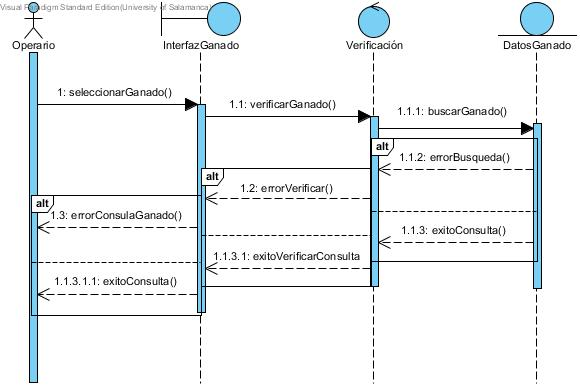 Visual Paradigm Standard Edition(University of Salamanca)
Operario
InterfazGanado
Verificación
DatosGanado
1: seleccionarGanado()
1.1: verificarGanado()
1.1.1: buscarGanado()
alt
1.1.2: errorBusqueda()
alt
1.2: errorVerificar()
alt
1.3: errorConsulaGanado()
1.1.3: exitoConsulta()
1.1.3.1: exitoVerificarConsulta
1.1.3.1.1: exitoConsulta()